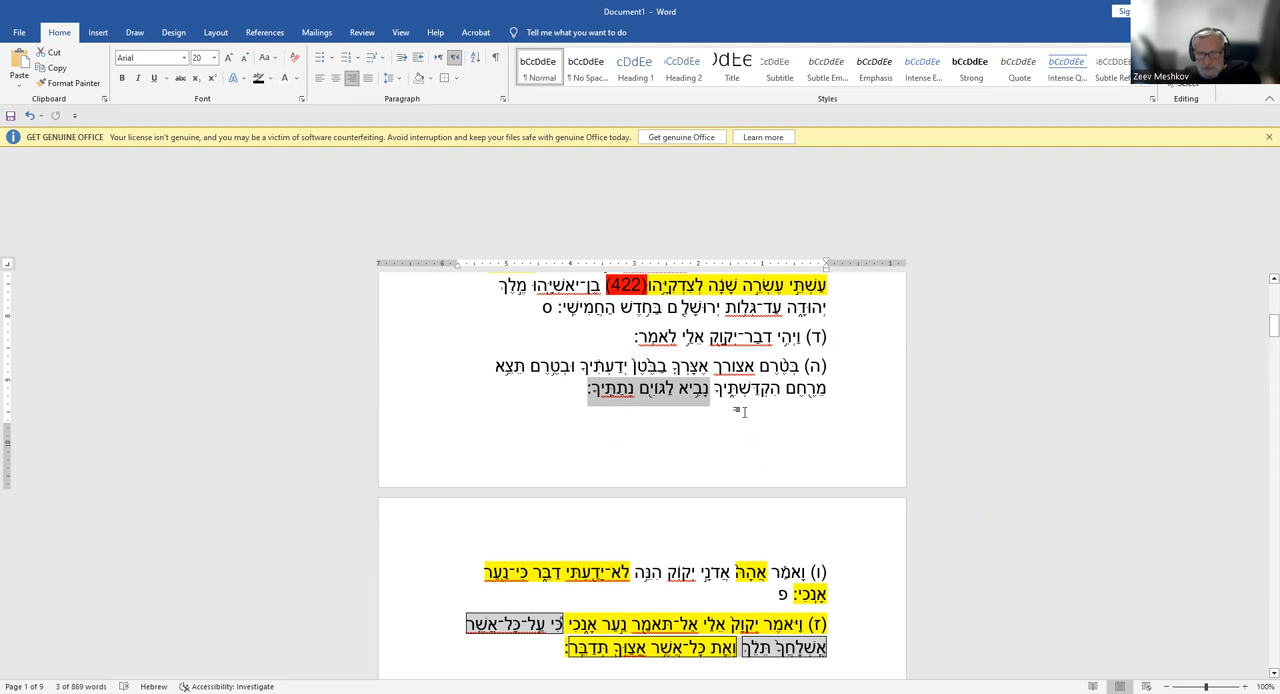 Document1 - Word
Sig
File Home Insert Draw Design Layout References Mailings Review View Help Acrobat Tell me what you want to do
Paste
Cut
Copy
Format Painter
Arial 20
bCcDdEe ¶ Normal
bCcDdEe ¶ No Spac...
cDdEe Heading 1
bCcDdEe Heading 2
bDdEe Title
cCcDdEe Subtitle
bCcDdEe Subtle Em...
bCcDdEe Emphasis
bCcDdEe Intense E...
bCcDdEe Strong
bCcDdEe Quote
bCcDdEe Intense Q...
Subtle Ref
Zeev Meshkov
Clipboard Font Paragraph Styles Editing
GET GENUINE OFFICE Your license isn't genuine, and you may be a victim of software counterfeiting. Avoid interruption and keep your files safe with genuine Office today. Get genuine Office Learn more
עַשְׁתֵּ֧י עֶשְׂרֵ֣ה שָׁנָ֗ה לְצִדְקִיָּ֛הוּ(422) בֶן־יֹאשִׁיָּ֖הוּ מֶ֣לֶךְ
יְהוּדָ֑ה עַד־גְּל֥וֹת יְרוּשָׁלִַ֖ם בַּחֹ֥דֶשׁ הַחֲמִישִֽׁי׃ ס
(ד) וַיְהִ֥י דְבַר־יְקֹוָ֖ק אֵלַ֥י לֵאמֹֽר׃
(ה) בְּטֶ֨רֶם אצורך אֶצָּרְךָ֤ בַבֶּ֙טֶן֙ יְדַעְתִּ֔יךָ וּבְטֶ֛רֶם תֵּצֵ֥א
מֵרֶ֖חֶם הִקְדַּשְׁתִּ֑יךָ נָבִ֥יא לַגּוֹיִ֖ם נְתַתִּֽיךָ׃
(ו) וָאֹמַ֗ר אֲהָהּ֙ אֲדֹנָ֣י יְקֹוִ֔ק הִנֵּ֥ה לֹא־יָדַ֖עְתִּי דַּבֵּ֑ר כִּי־נַ֖עַר
אָנֹֽכִי׃ פ
(ז) וַיֹּ֤אמֶר יְקֹוָק֙ אֵלַ֔י אַל־תֹּאמַ֖ר נַ֣עַר אָנֹ֑כִי כִּ֠י עַֽל־כָּל־אֲשֶׁ֤ר
אֶֽשְׁלָחֲךָ֙ תֵּלֵ֔ךְ וְאֵ֛ת כָּל־אֲשֶׁ֥ר אֲצַוְּךָ֖ תְּדַבֵּֽר׃
Page 1 of 9 3 of 869 words Hebrew Accessibility: Investigate 100%